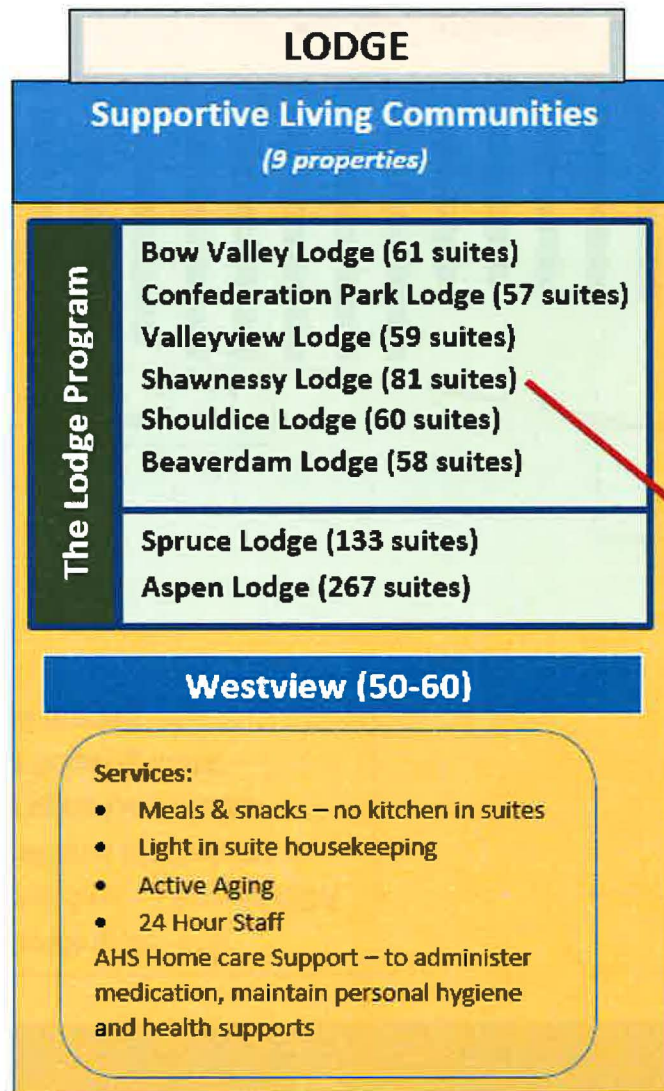 LODGE
Supportive Living Communities
(9 properties)
The Lodge Program
Bow Valley Lodge (61 suites)
Confederation Park Lodge (57 suites)
Valleyview Lodge (59 suites)
Shawnessy Lodge (81 suites)
Shouldice Lodge (60 suites)
Beaverdam Lodge (58 suites)
Spruce Lodge (133 suites)
Aspen Lodge (267 suites)
Westview (50-60)
Services:
• Meals & snacks – no kitchen in suites
• Light in suite housekeeping
• Active Aging
• 24 Hour Staff
AHS Home care Support – to administer
medication, maintain personal hygiene
and health supports